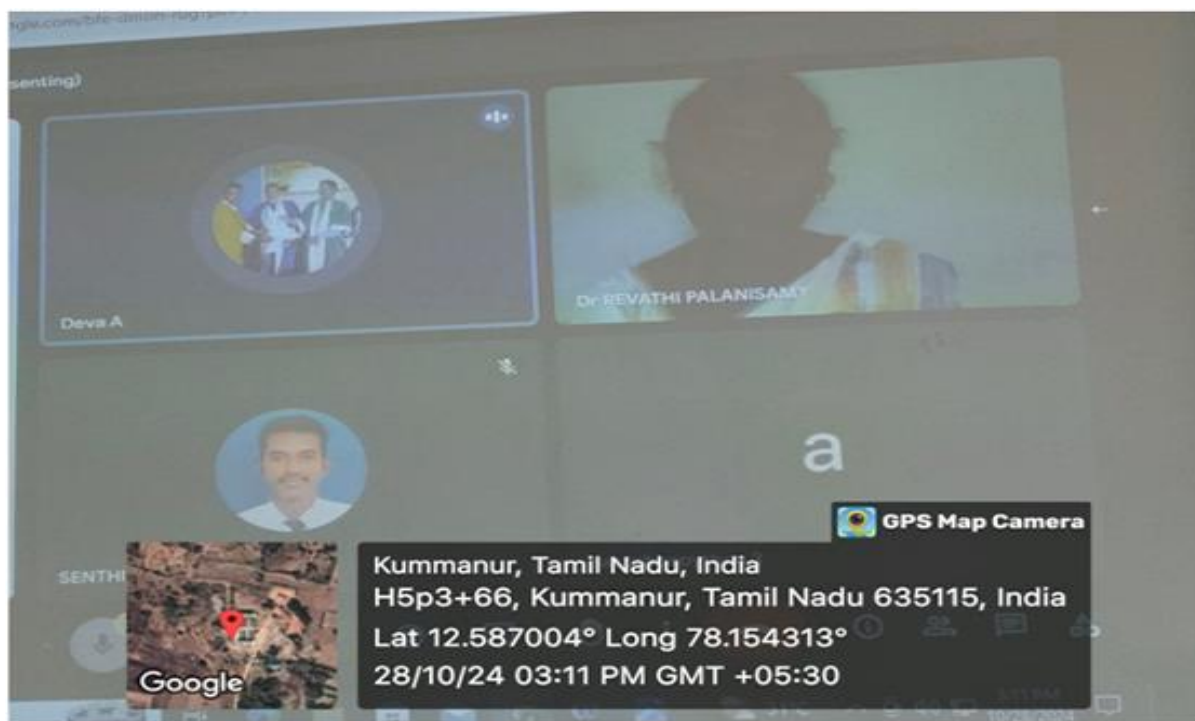 senting)
Deva A
Dr REVATHI PALANISAMY
a
SENTHI
GPS Map Camera
Kummanur, Tamil Nadu, India
H5p3+66, Kummanur, Tamil Nadu 635115, India
Lat 12.587004° Long 78.154313°
28/10/24 03:11 PM GMT +05:30
Google